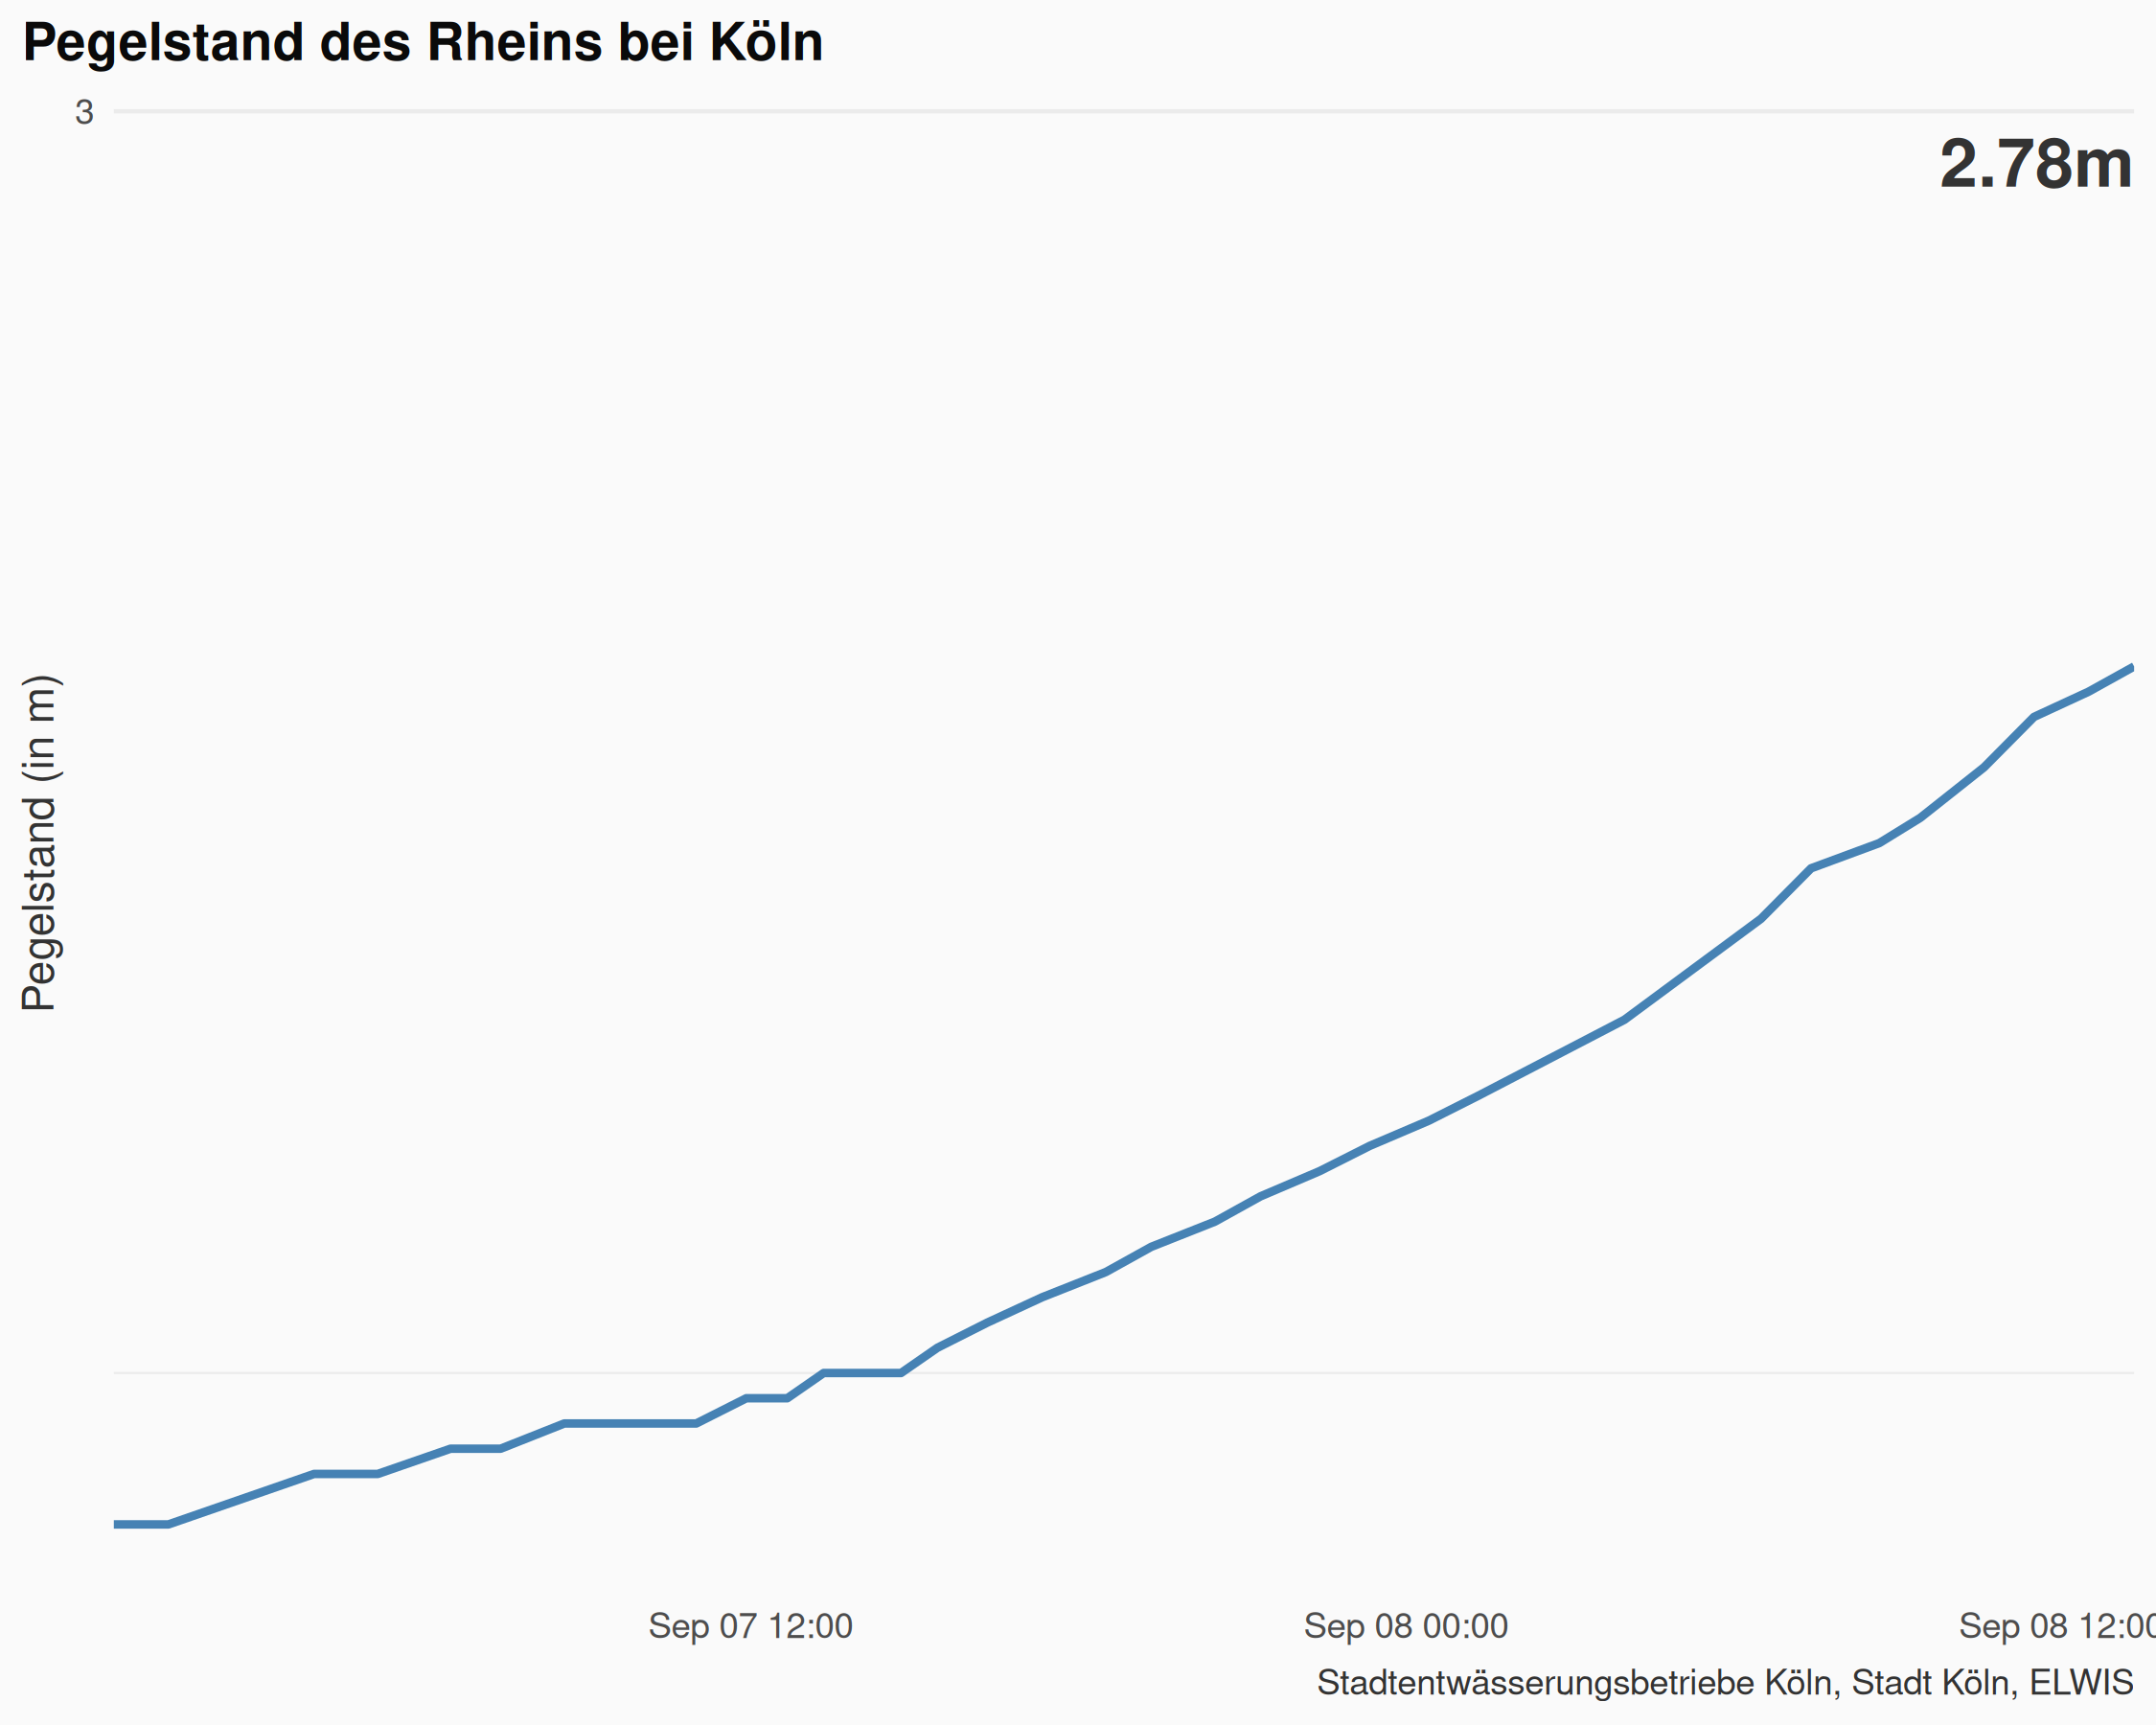 Pegelstand des Rheins bei Köln
3
2.78m
Pegelstand (in m)
Sep 07 12:00
Sep 08 00:00
Sep 08 12:00
Stadtentwässerungsbetriebe Köln, Stadt Köln, ELWIS